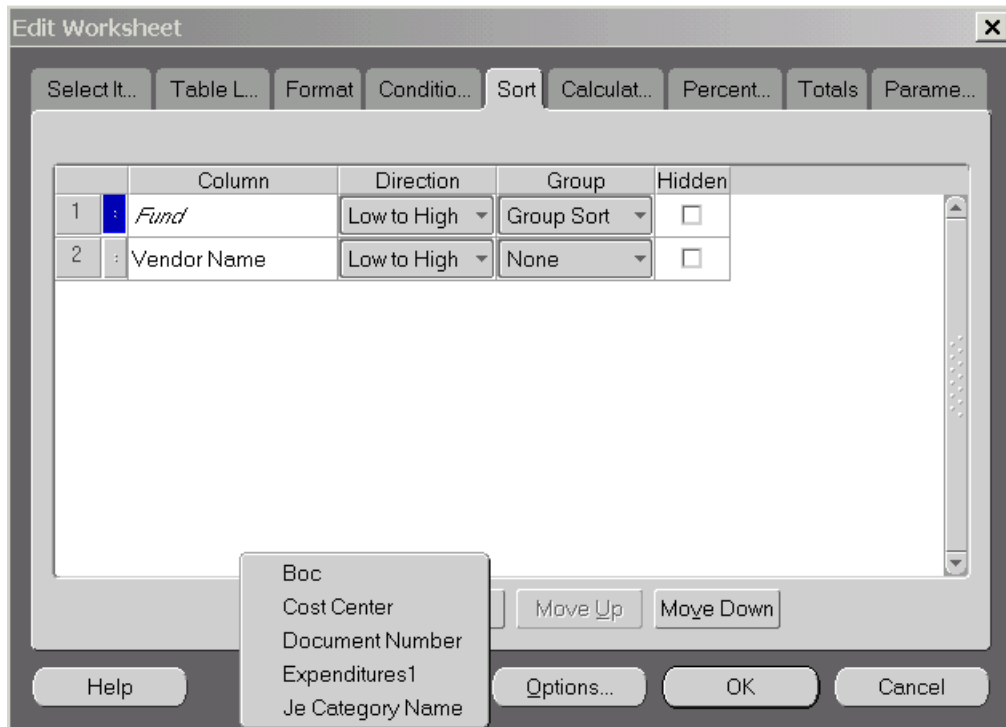 Edit Worksheet
Select It... Table L... Format Conditio... Sort Calculat... Percent... Totals Parame...
Column Direction Group Hidden
1 Fund Low to High Group Sort
2 Vendor Name Low to High None
Boc
Cost Center
Document Number
Expenditures1
Je Category Name
Move Up Move Down
Help Options... OK Cancel